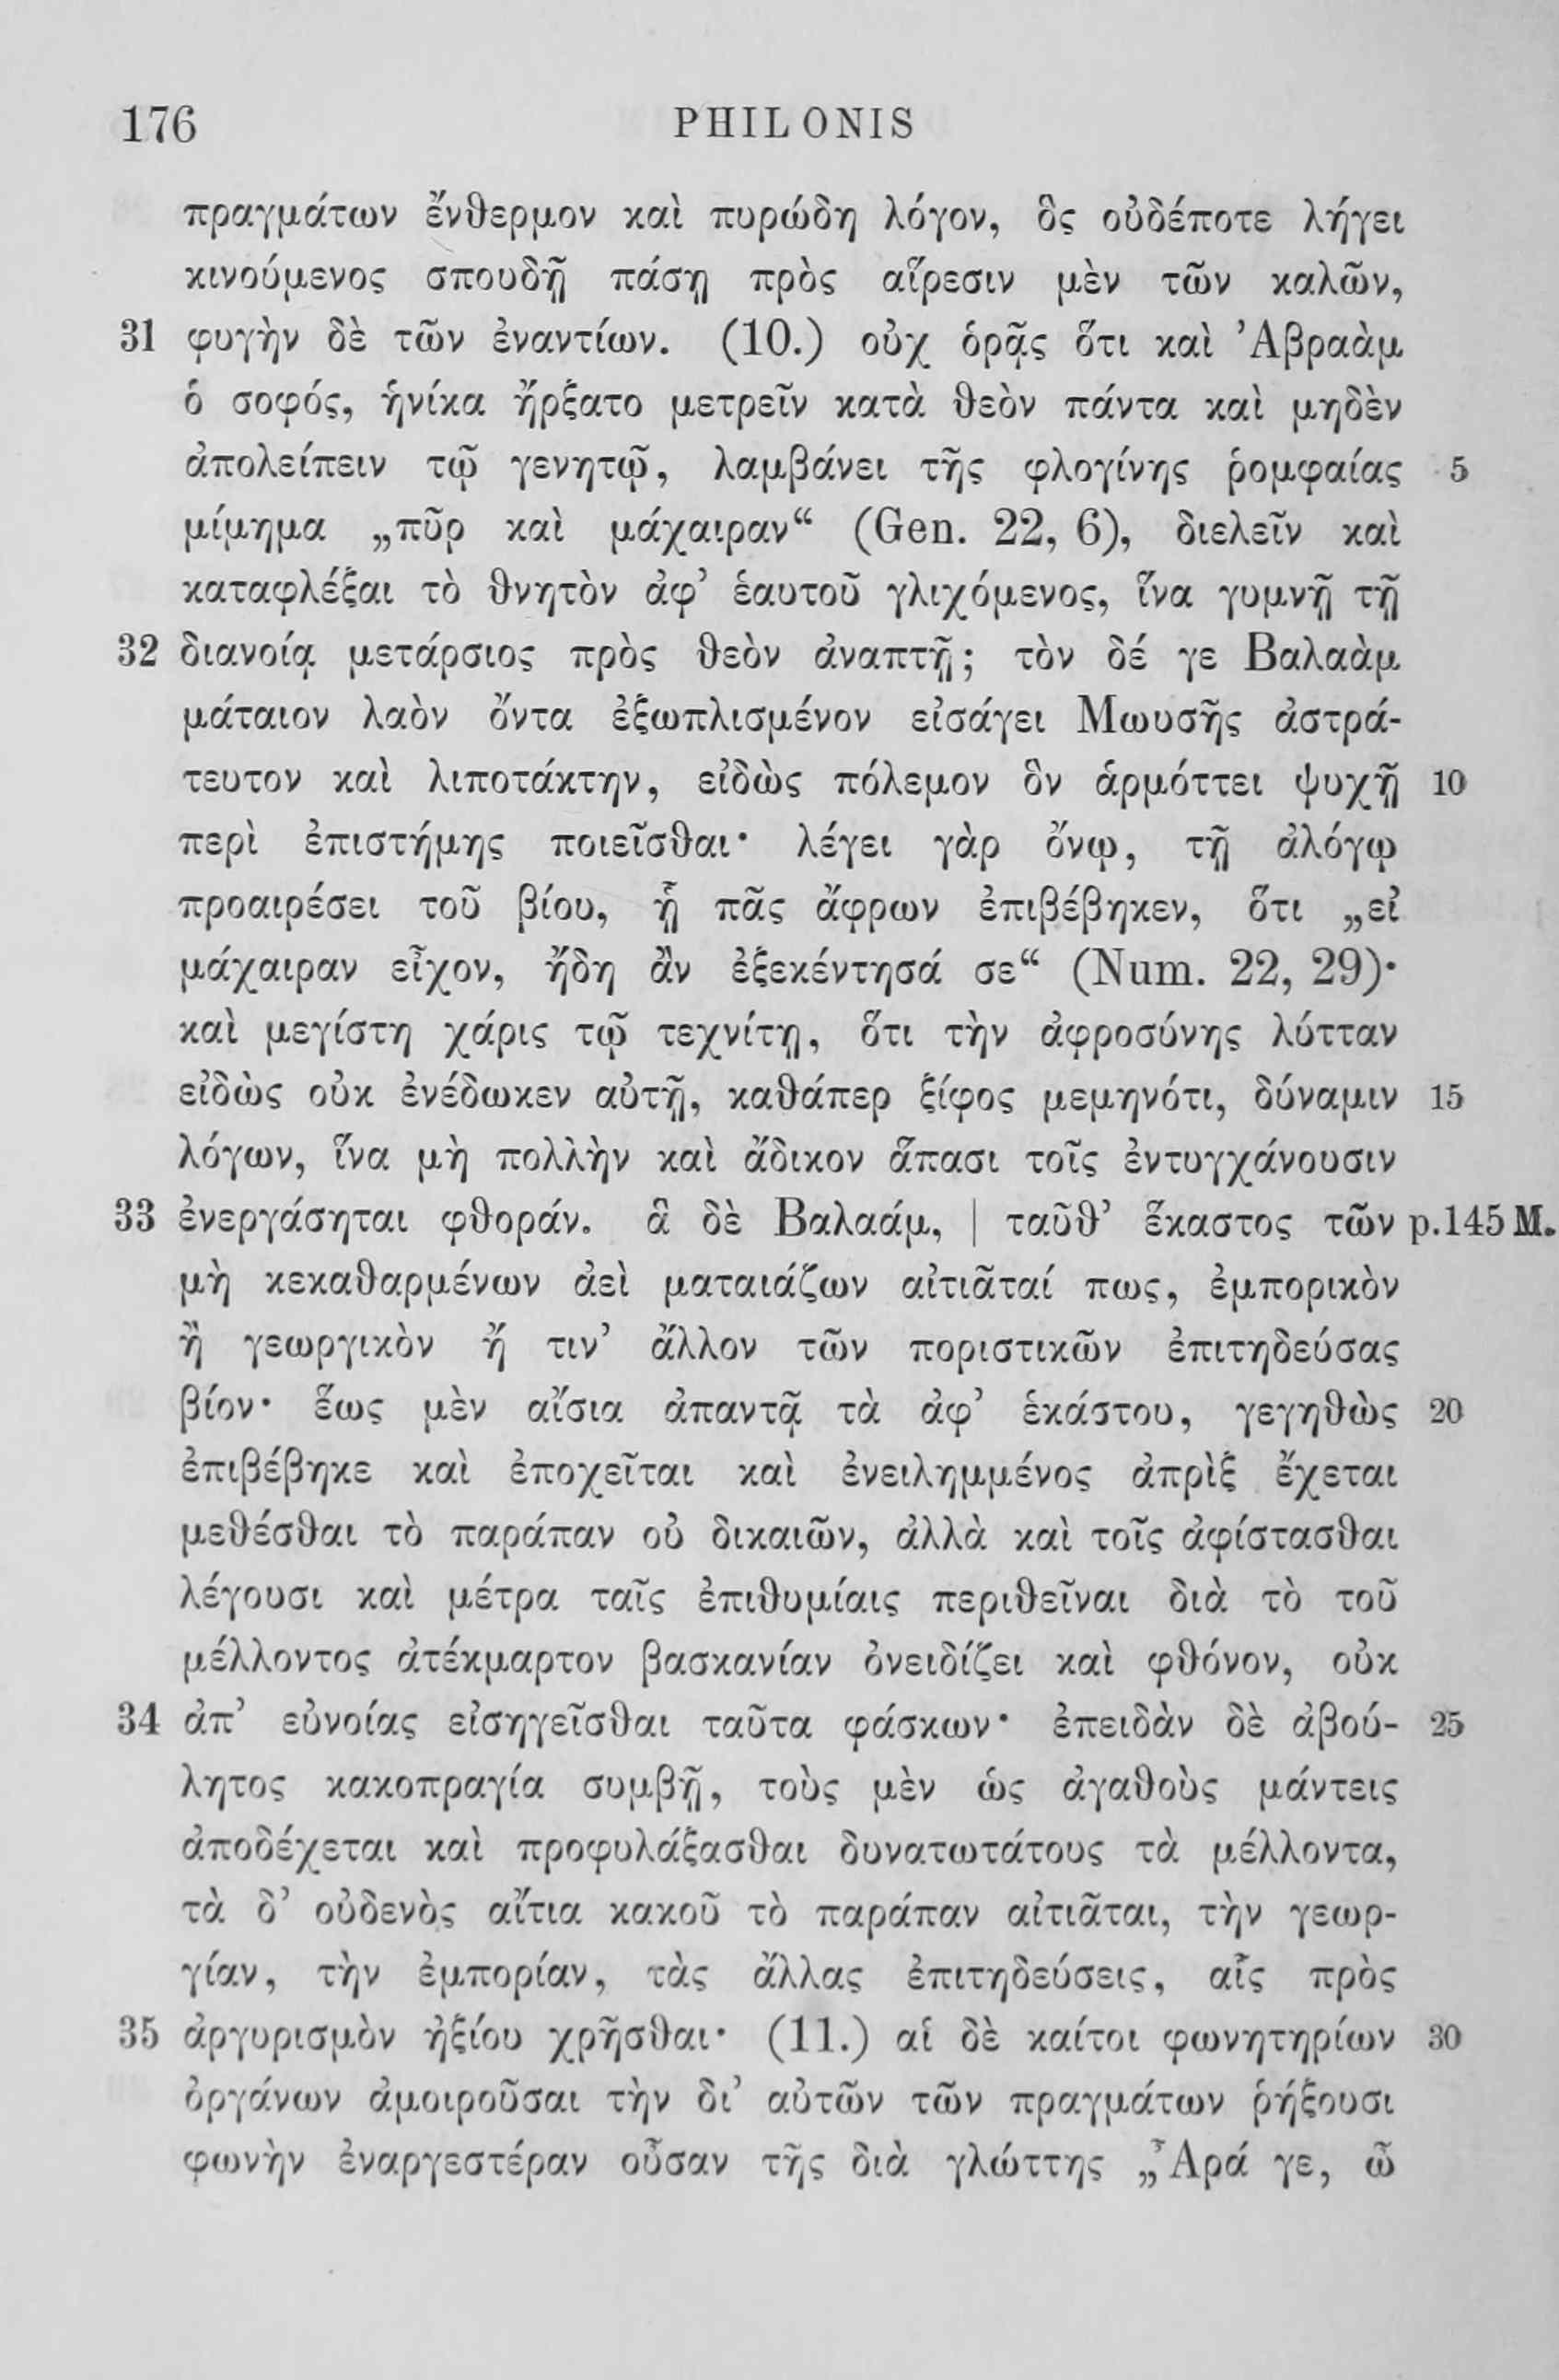 176 PHILONIS
πραγμάτων ἔνθερμον καὶ πυρώδη λόγον, ὃς οὐδέποτε λήγει
κινούμενος σπουδῇ πάσῃ πρὸς αἵρεσιν μὲν τῶν καλῶν,
31 φυγὴν δὲ τῶν ἐναντίων. (10.) οὐχ ὁρᾷς ὅτι καὶ Ἀβραὰμ
ὁ σοφός, ἡνίκα ἤρξατο μετρεῖν κατὰ θεὸν πάντα καὶ μηδὲν
ἀπολείπειν τῷ γενητῷ, λαμβάνει τῆς φλογίνης ῥομφαίας 5
μίμημα „πῦρ καὶ μάχαιραν“ (Gen. 22, 6), διελεῖν καὶ
καταφλέξαι τὸ θνητὸν ἀφ’ ἑαυτοῦ γλιχόμενος, ἵνα γυμνῇ τῇ
32 διανοίᾳ μετάρσιος πρὸς θεὸν ἀναπτῇ; τὸν δέ γε Βαλαὰμ
μάταιον λαὸν ὄντα ἐξωπλισμένον εἰσάγει Μωυσῆς ἀστρά-
τευτον καὶ λιποτάκτην, εἰδὼς πόλεμον ὃν ἁρμόττει ψυχῇ 10
περὶ ἐπιστήμης ποιεῖσθαι· λέγει γὰρ ὄνῳ, τῇ ἀλόγῳ
προαιρέσει τοῦ βίου, ᾗ πᾶς ἄφρων ἐπιβέβηκεν, ὅτι „εἰ
μάχαιραν εἶχον, ἤδη ἂν ἐξεκέντησά σε“ (Num. 22, 29)·
καὶ μεγίστη χάρις τῷ τεχνίτῃ, ὅτι τὴν ἀφροσύνης λύτταν
εἰδὼς οὐκ ἐνέδωκεν αὐτῇ, καθάπερ ξίφος μεμηνότι, δύναμιν 15
λόγων, ἵνα μὴ πολλὴν καὶ ἄδικον ἅπασι τοῖς ἐντυγχάνουσιν
33 ἐνεργάσηται φθοράν. ἃ δὲ Βαλαάμ, | ταῦθ’ ἕκαστος τῶν p.145 M.
μὴ κεκαθαρμένων ἀεὶ ματαιάζων αἰτιᾶταί πως, ἐμπορικὸν
ἢ γεωργικὸν ἤ τιν’ ἄλλον τῶν ποριστικῶν ἐπιτηδεύσας
βίον· ἕως μὲν αἴσια ἀπαντᾷ τὰ ἀφ’ ἑκάστου, γεγηθὼς 20
ἐπιβέβηκε καὶ ἐποχεῖται καὶ ἐνειλημμένος ἀπρὶξ ἔχεται
μεθέσθαι τὸ παράπαν οὐ δικαιῶν, ἀλλὰ καὶ τοῖς ἀφίστασθαι
λέγουσι καὶ μέτρα ταῖς ἐπιθυμίαις περιθεῖναι διὰ τὸ τοῦ
μέλλοντος ἀτέκμαρτον βασκανίαν ὀνειδίζει καὶ φθόνον, οὐκ
34 ἀπ’ εὐνοίας εἰσηγεῖσθαι ταῦτα φάσκων· ἐπειδὰν δὲ ἀβού- 25
λητος κακοπραγία συμβῇ, τοὺς μὲν ὡς ἀγαθοὺς μάντεις
ἀποδέχεται καὶ προφυλάξασθαι δυνατωτάτους τὰ μέλλοντα,
τὰ δ’ οὐδενὸς αἴτια κακοῦ τὸ παράπαν αἰτιᾶται, τὴν γεωρ-
γίαν, τὴν ἐμπορίαν, τὰς ἄλλας ἐπιτηδεύσεις, αἷς πρὸς
35 ἀργυρισμὸν ἠξίου χρῆσθαι· (11.) αἱ δὲ καίτοι φωνητηρίων 30
ὀργάνων ἀμοιροῦσαι τὴν δι’ αὐτῶν τῶν πραγμάτων ῥήξουσι
φωνὴν ἐναργεστέραν οὖσαν τῆς διὰ γλώττης „Ἆρά γε, ὦ